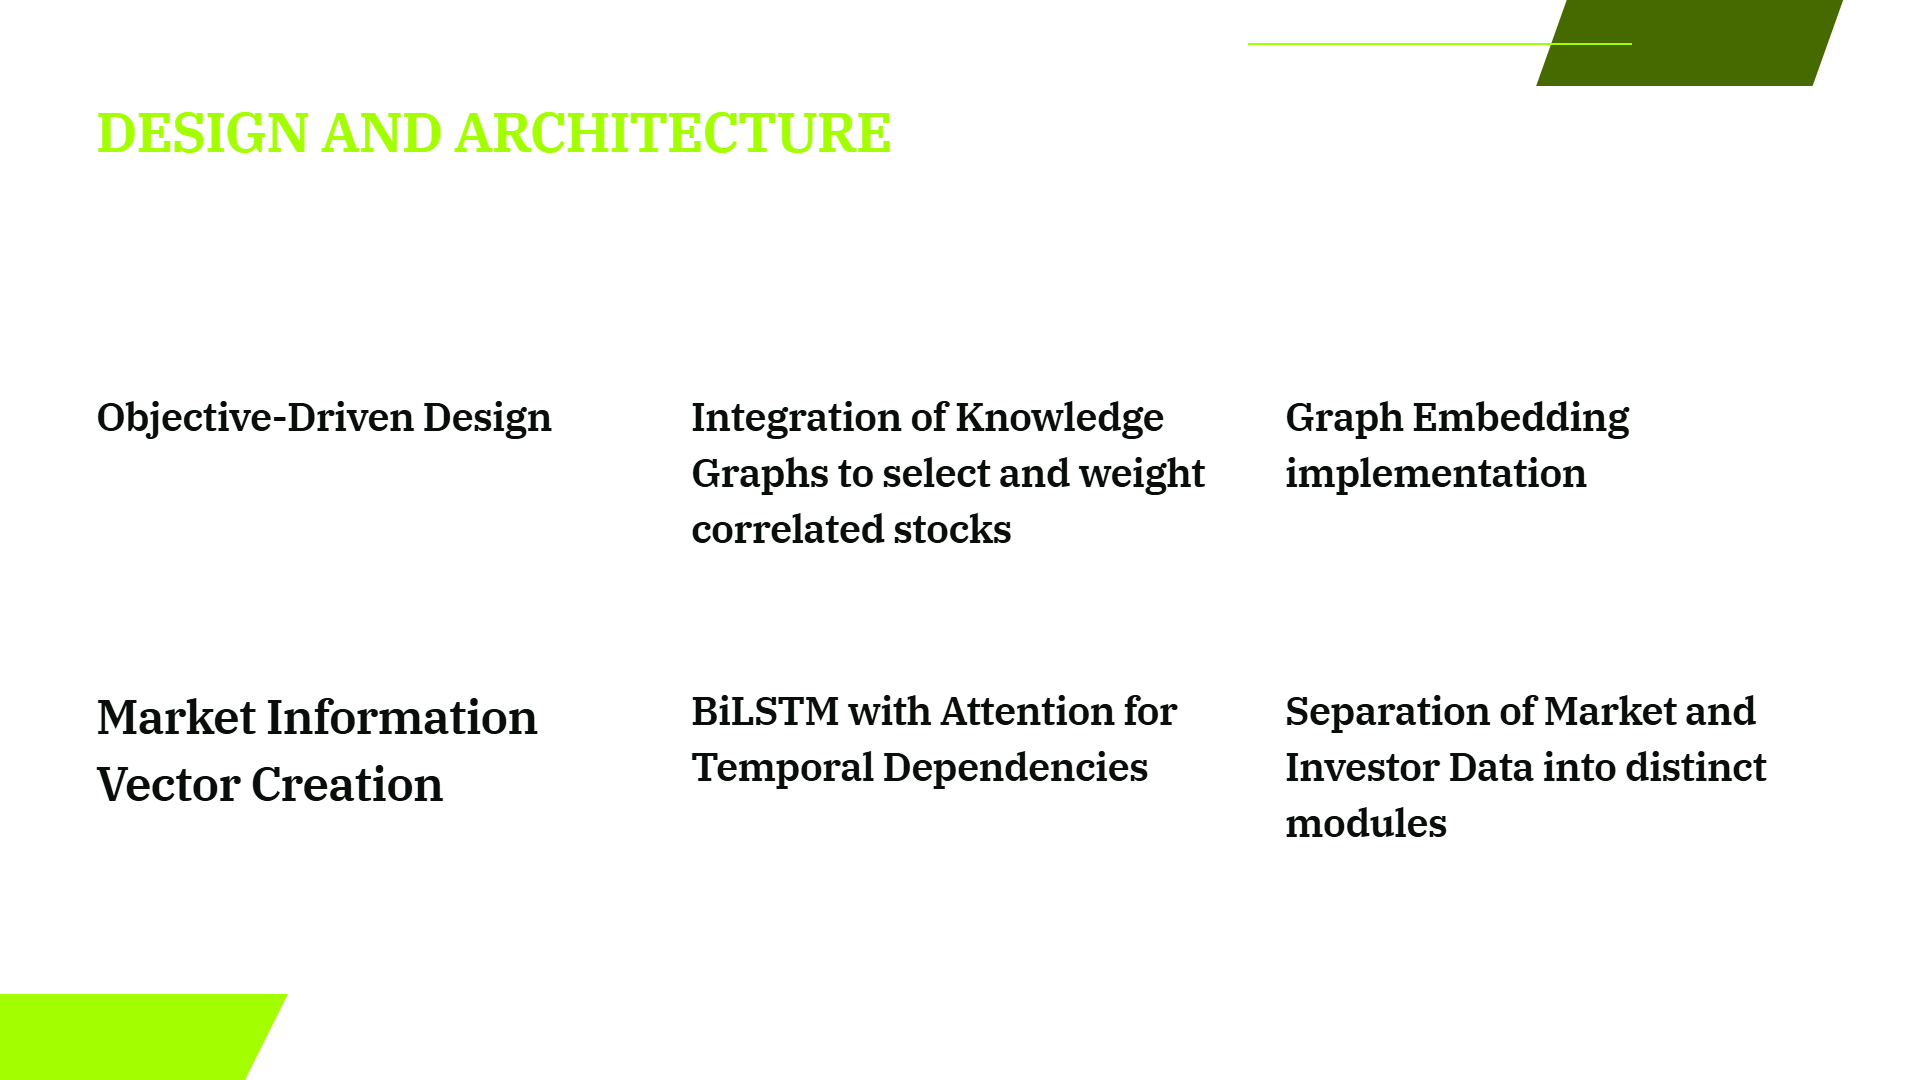 DESIGN AND ARCHITECTURE
Objective-Driven Design
Integration of Knowledge
Graphs to select and weight
correlated stocks
Graph Embedding
implementation
Market Information
Vector Creation
BiLSTM with Attention for
Temporal Dependencies
Separation of Market and
Investor Data into distinct
modules